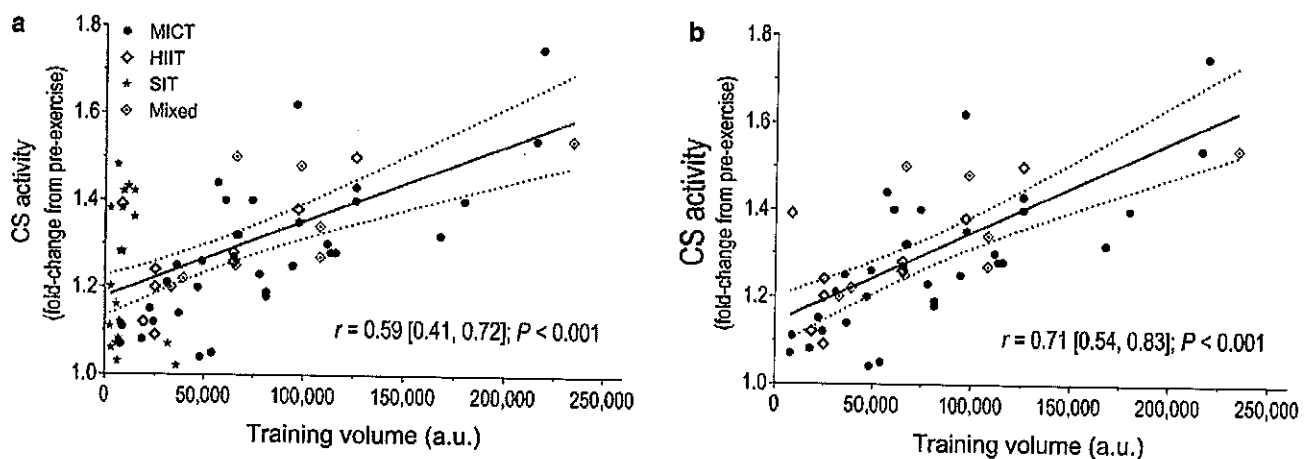 a
MICT
HIIT
SIT
Mixed
CS activity
(fold-change from pre-exercise)
1.8
1.6
1.4
1.2
1.0
r = 0.59 [0.41, 0.72]; P < 0.001
0
50,000
100,000
150,000
200,000
250,000
Training volume (a.u.)
b
CS activity
(fold-change from pre-exercise)
1.8
1.6
1.4
1.2
1.0
r = 0.71 [0.54, 0.83]; P < 0.001
0
50,000
100,000
150,000
200,000
250,000
Training volume (a.u.)